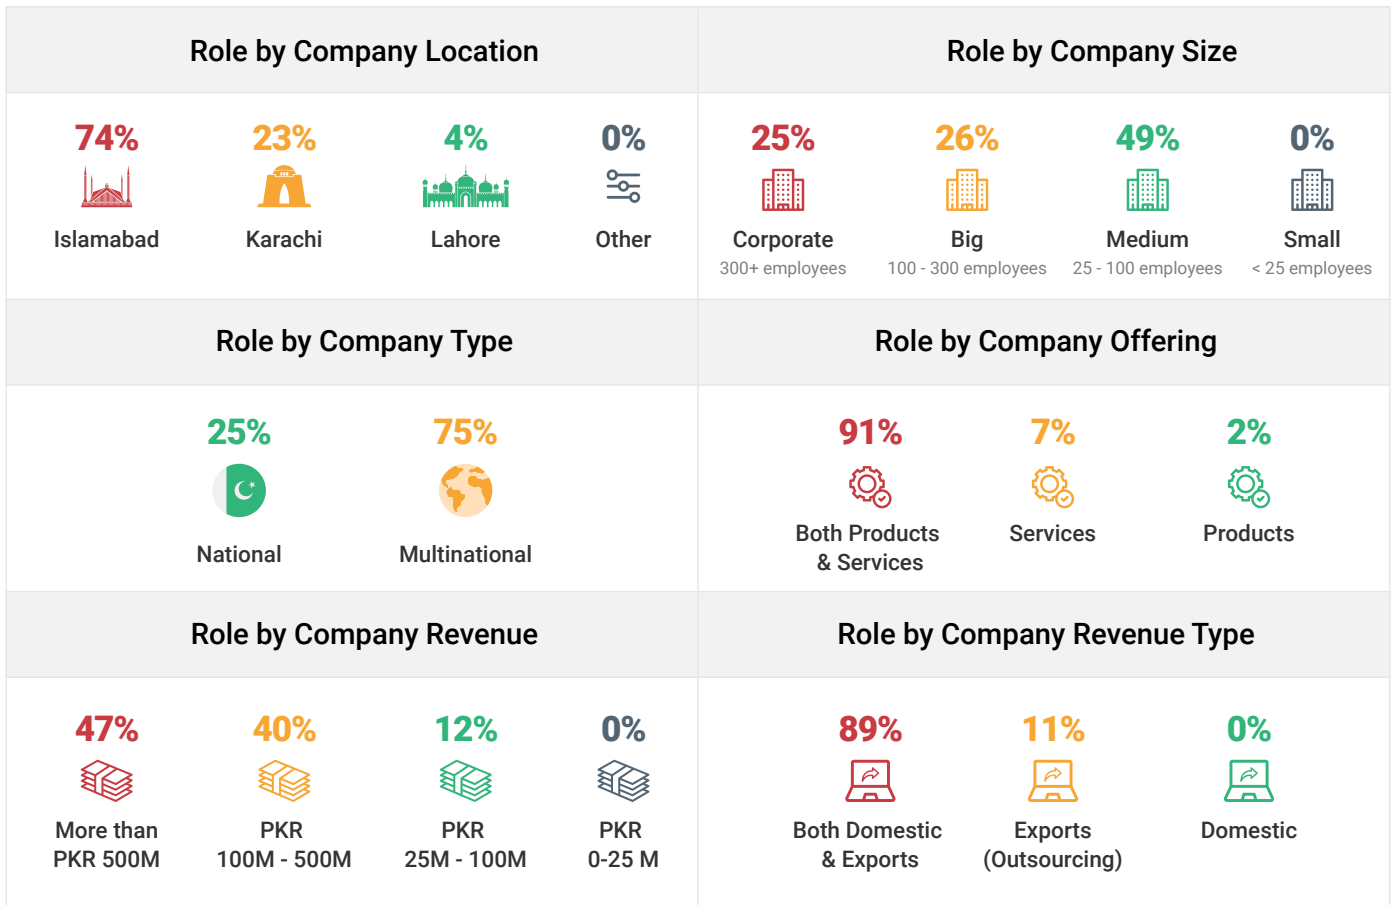 Role by Company Location
74%
23%
4%
0%
Islamabad
Karachi
Lahore
Other
Role by Company Size
25%
26%
49%
0%
Corporate
Big
Medium
Small
300+ employees
100 - 300 employees
25 - 100 employees
< 25 employees
Role by Company Type
25%
75%
National
Multinational
Role by Company Offering
91%
7%
2%
Both Products
& Services
Services
Products
Role by Company Revenue
47%
40%
12%
0%
More than
PKR 500M
PKR
100M - 500M
PKR
25M - 100M
PKR
0-25 M
Role by Company Revenue Type
89%
11%
0%
Both Domestic
& Exports
Exports
(Outsourcing)
Domestic